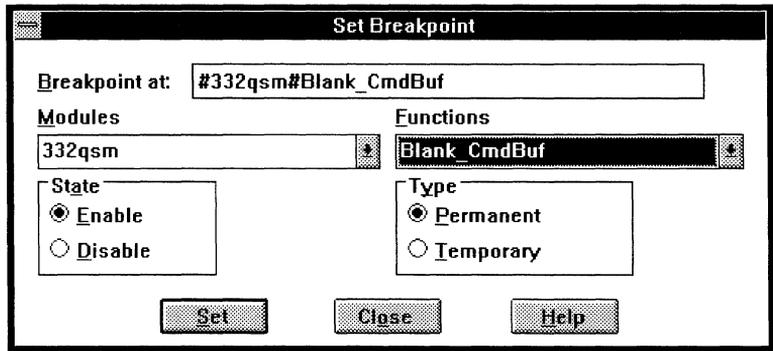 Set Breakpoint
Breakpoint at: #332qsm#Blank_CmdBuf
Modules Functions
332qsm Blank_CmdBuf
State Type
Enable Permanent
Disable Temporary
Set Close Help